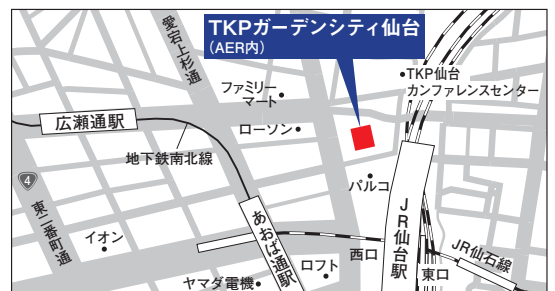 TKPガーデンシティ仙台
（AER内）
愛宕上杉通
TKP仙台
カンファレンスセンター
ファミリー
マート
広瀬通駅
ローソン
地下鉄南北線
パルコ
4
東二番町通
イオン
あおば通駅
JR仙台駅
西口
東口
JR仙石線
ロフト
ヤマダ電機